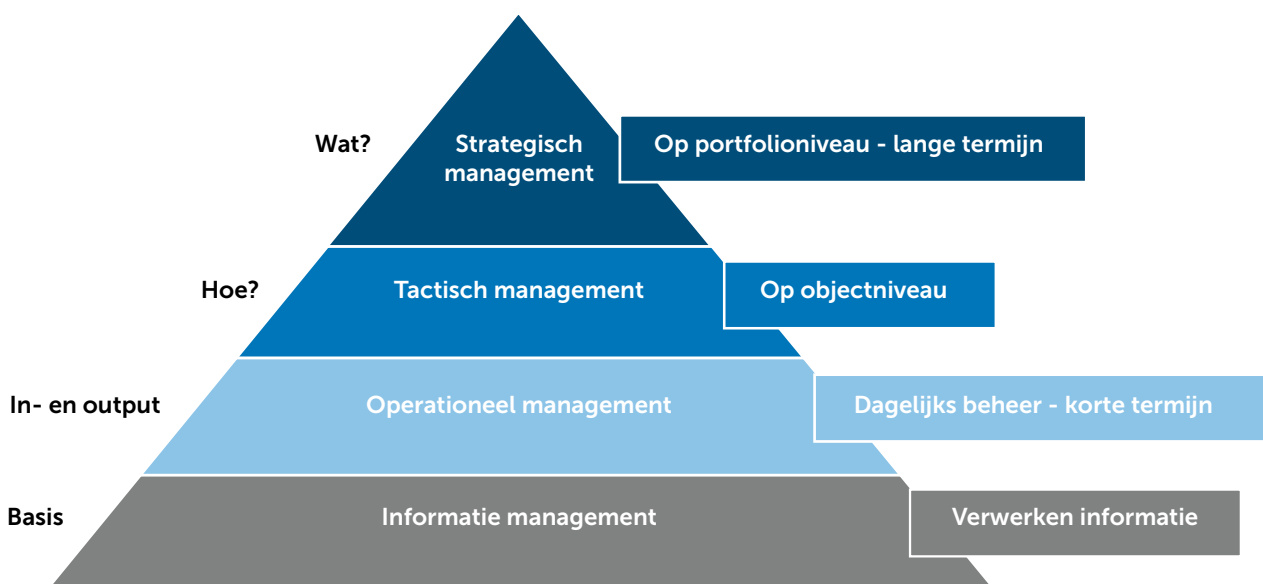 Wat?
Strategisch
management
Op portfolioniveau - lange termijn
Hoe?
Tactisch management
Op objectniveau
In- en output
Operationeel management
Dagelijks beheer - korte termijn
Basis
Informatie management
Verwerken informatie